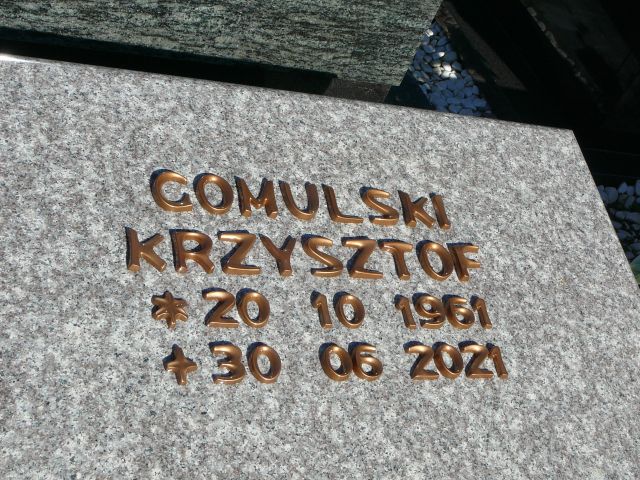 GOMULSKI
KRZYSZTOF
* 20 10 1961
+ 30 06 2021